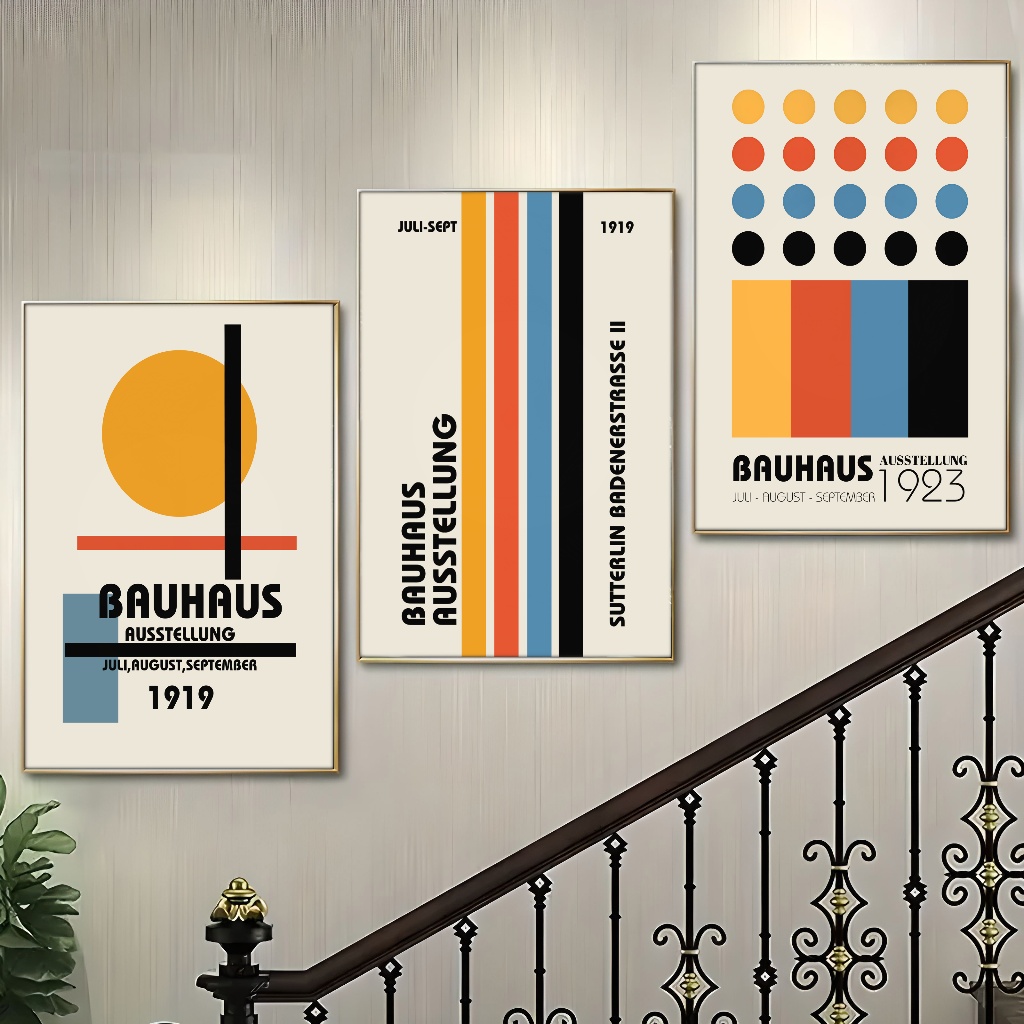 BAUHAUS
AUSSTELLUNG
JULI,AUGUST,SEPTEMBER
1919
JULI-SEPT
1919
BAUHAUS
AUSSTELLUNG
SUTTERLIN BADENERSTRASSE II
BAUHAUS AUSSTELLUNG
JULI - AUGUST - SEPTEMBER 1923